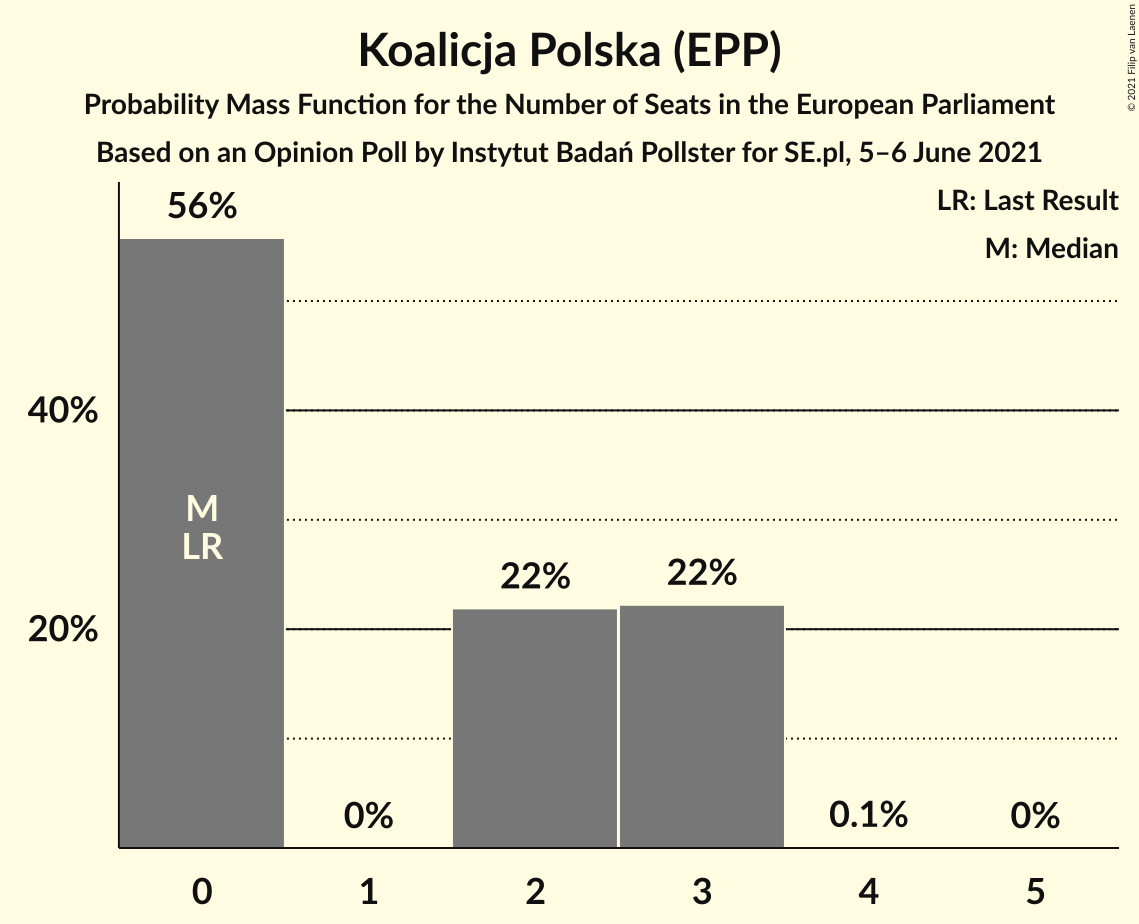 Koalicja Polska (EPP)
Probability Mass Function for the Number of Seats in the European Parliament
Based on an Opinion Poll by Instytut Badań Pollster for SE.pl, 5–6 June 2021
© 2021 Filip van Laenen
LR: Last Result
M: Median
56%
40%
M
LR
22%
22%
20%
0%
0.1%
0%
0
1
2
3
4
5